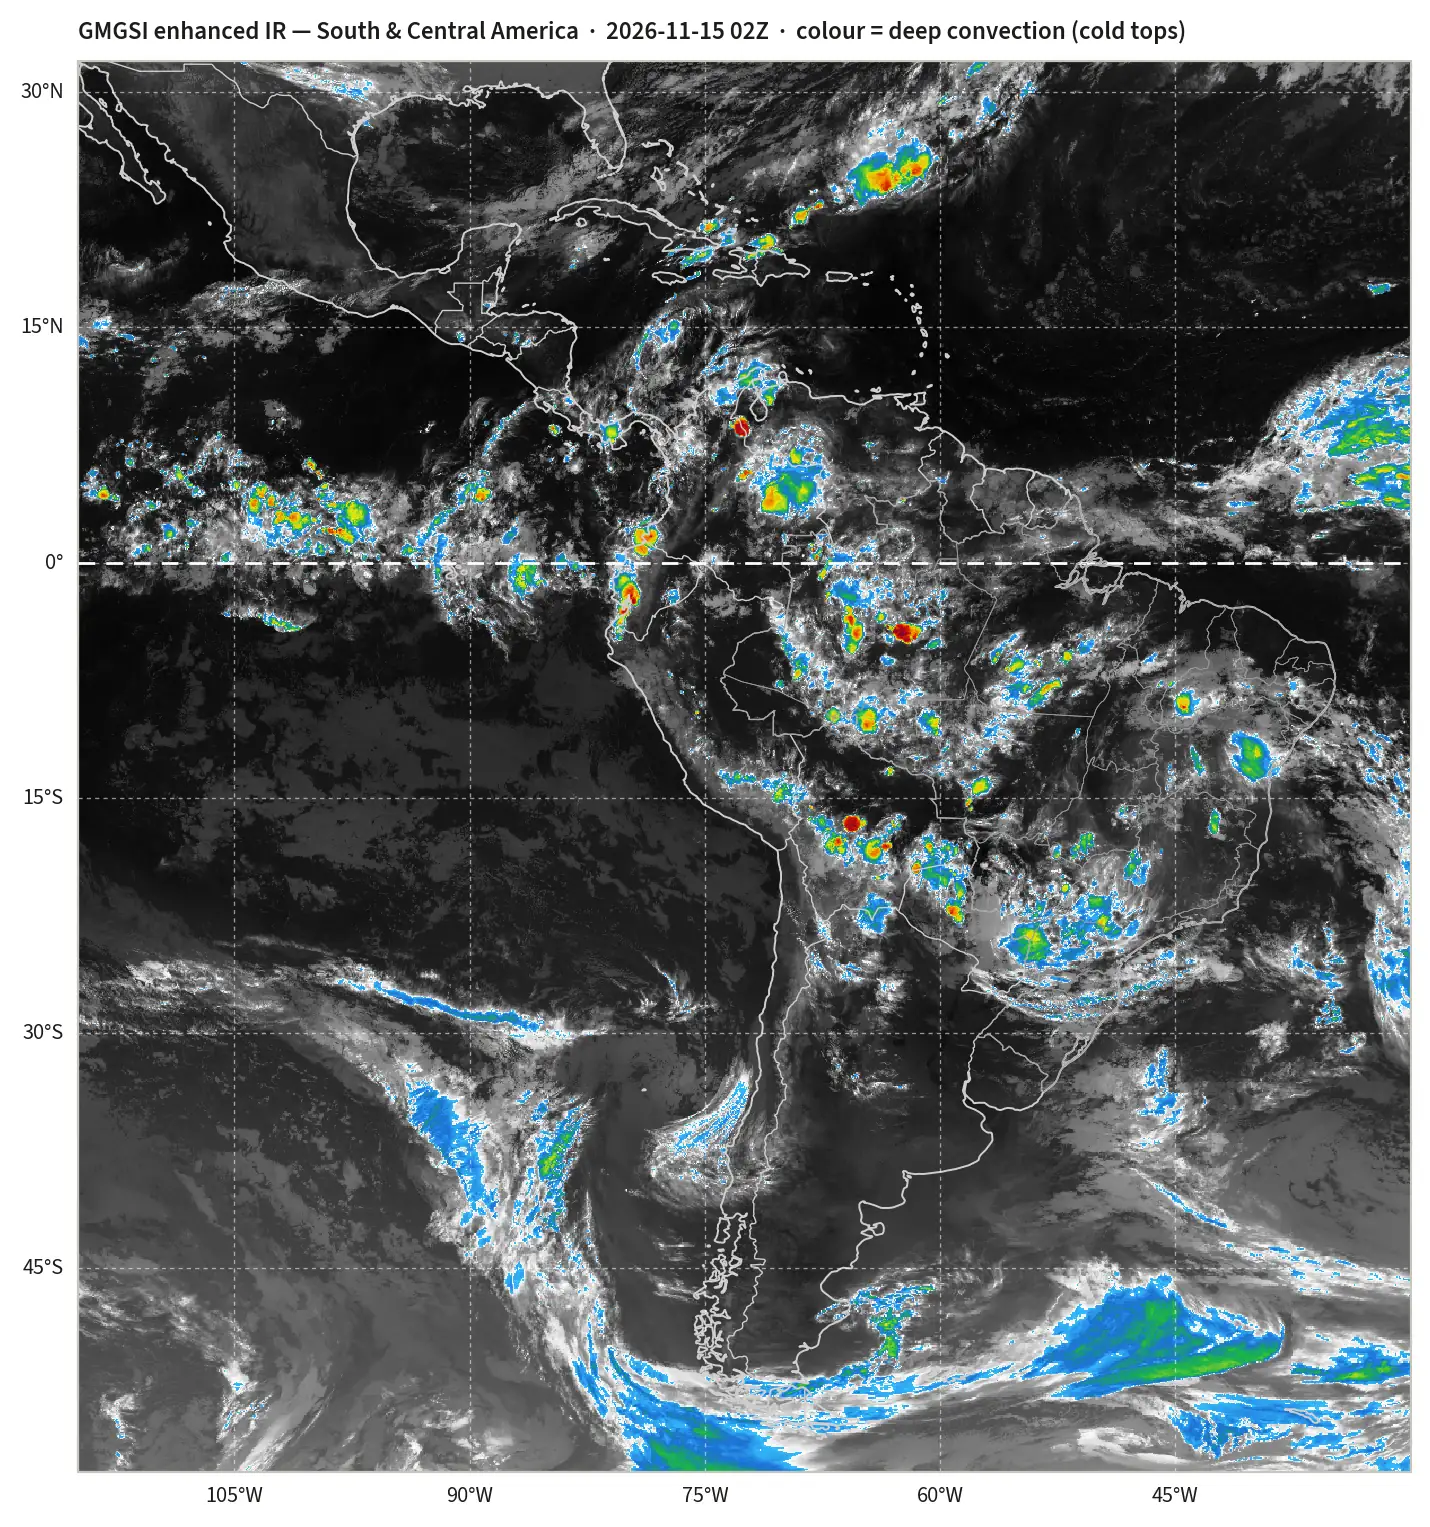 GMGSI enhanced IR — South & Central America · 2026-11-15 02Z · colour = deep convection (cold tops)
30°N
15°N
0°
15°S
30°S
45°S
105°W
90°W
75°W
60°W
45°W